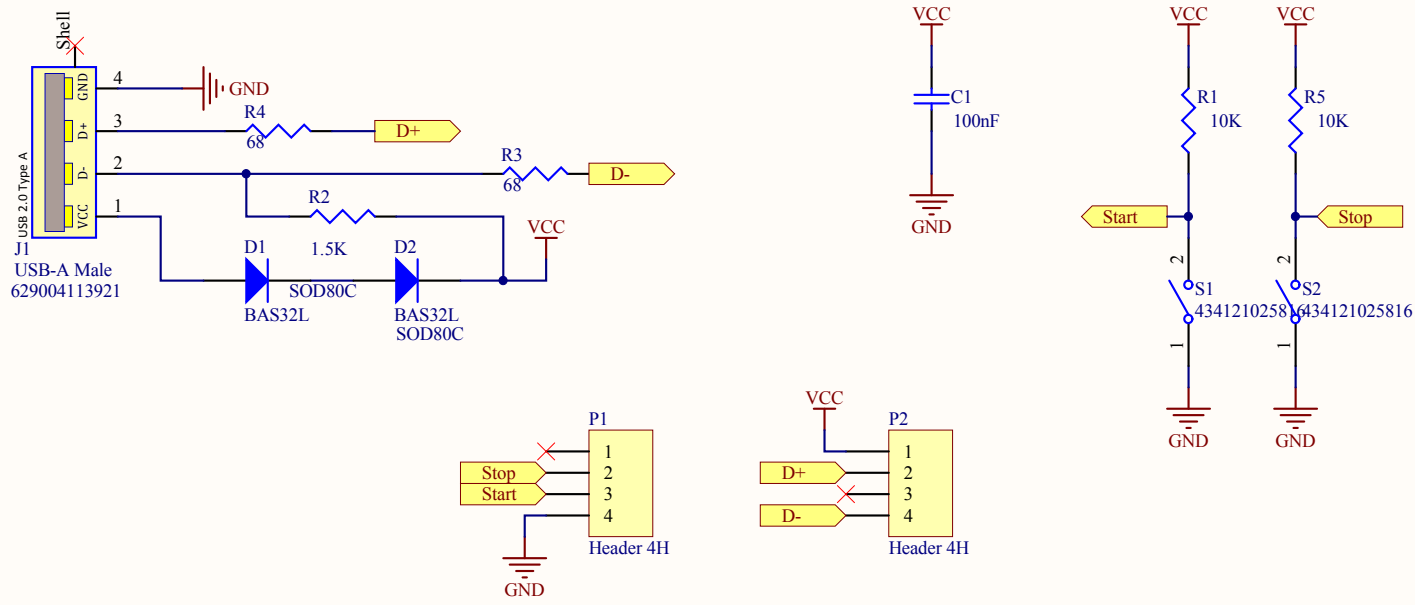 Shell
USB 2.0 Type A
GND
D+
D-
VCC
4
3
2
1
J1
USB-A Male
629004113921
GND
R4
68
D+
R3
68
D-
R2
1.5K
VCC
D1
SOD80C
BAS32L
D2
BAS32L
SOD80C
VCC
C1
100nF
GND
VCC
R1
10K
Start
2
S1
434121025816
1
GND
VCC
R5
10K
Stop
2
S2
434121025816
1
GND
P1
1
Stop
2
Start
3
4
Header 4H
GND
VCC
P2
1
D+
2
3
D-
4
Header 4H